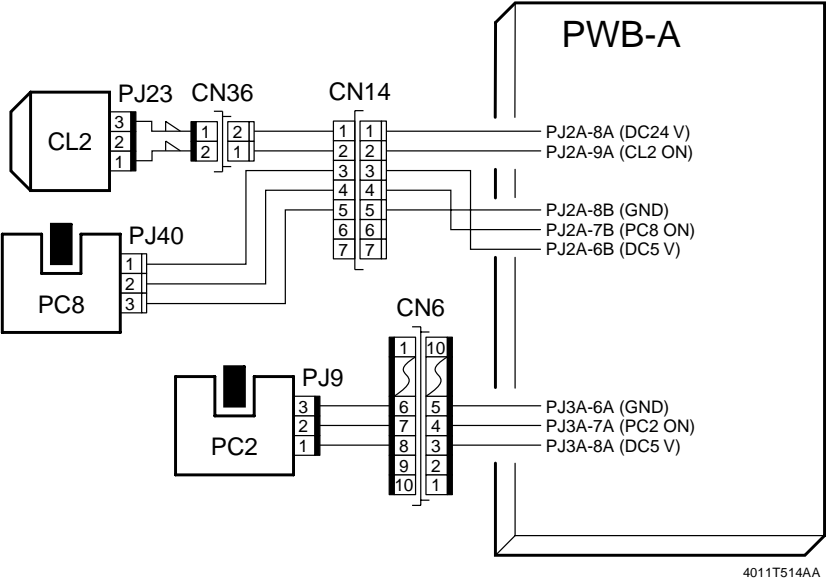 PWB-A
PJ23 CN36 CN14
CL2
3
2
1
1
2
2
1
1
2
3
4
5
6
7
1
2
3
4
5
6
7
PJ2A-8A (DC24 V)
PJ2A-9A (CL2 ON)
PJ2A-8B (GND)
PJ2A-7B (PC8 ON)
PJ2A-6B (DC5 V)
PJ40
PC8
1
2
3
CN6
PJ9
PC2
3
2
1
1
6
7
8
9
10
10
5
4
3
2
1
PJ3A-6A (GND)
PJ3A-7A (PC2 ON)
PJ3A-8A (DC5 V)
4011T514AA